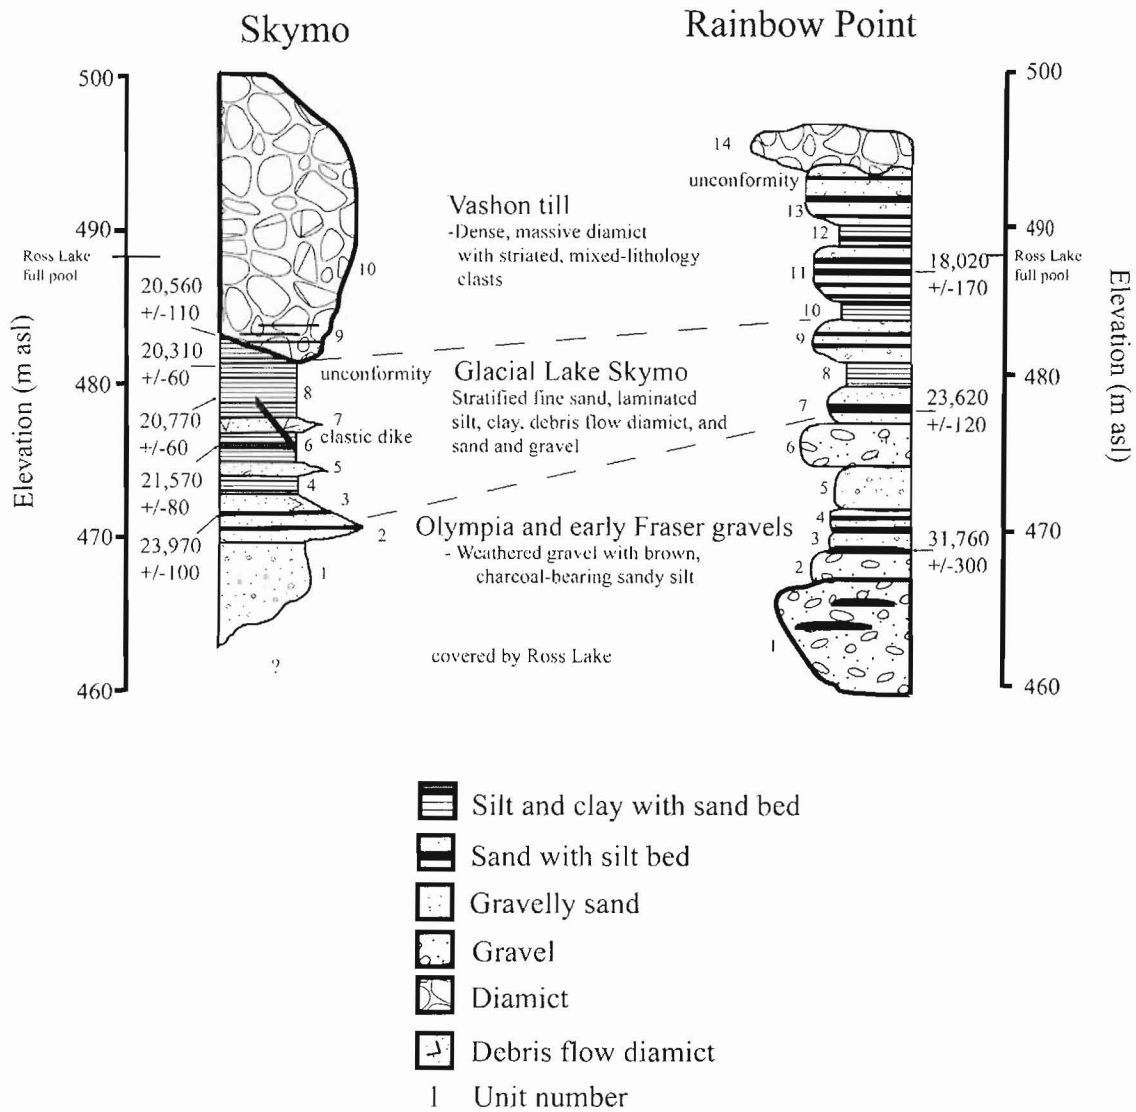 Skymo
Rainbow Point
500
490
480
470
460
Elevation (m asl)
Ross Lake
full pool
20,560
+/-110
20,310
+/-60
20,770
+/-60
21,570
+/-80
23,970
+/-100
10
9
unconformity
8
7
clastic dike
6
5
4
3
2
1
?
Vashon till
-Dense, massive diamict
with striated, mixed-lithology
clasts
Glacial Lake Skymo
Stratified fine sand, laminated
silt, clay, debris flow diamict, and
sand and gravel
Olympia and early Fraser gravels
- Weathered gravel with brown,
charcoal-bearing sandy silt
covered by Ross Lake
14
unconformity
13
12
11
10
9
8
7
6
5
4
3
2
1
18,020
+/-170
23,620
+/-120
31,760
+/-300
500
490
Ross Lake
full pool
480
470
460
Elevation (m asl)
Silt and clay with sand bed
Sand with silt bed
Gravelly sand
Gravel
Diamict
Debris flow diamict
1 Unit number